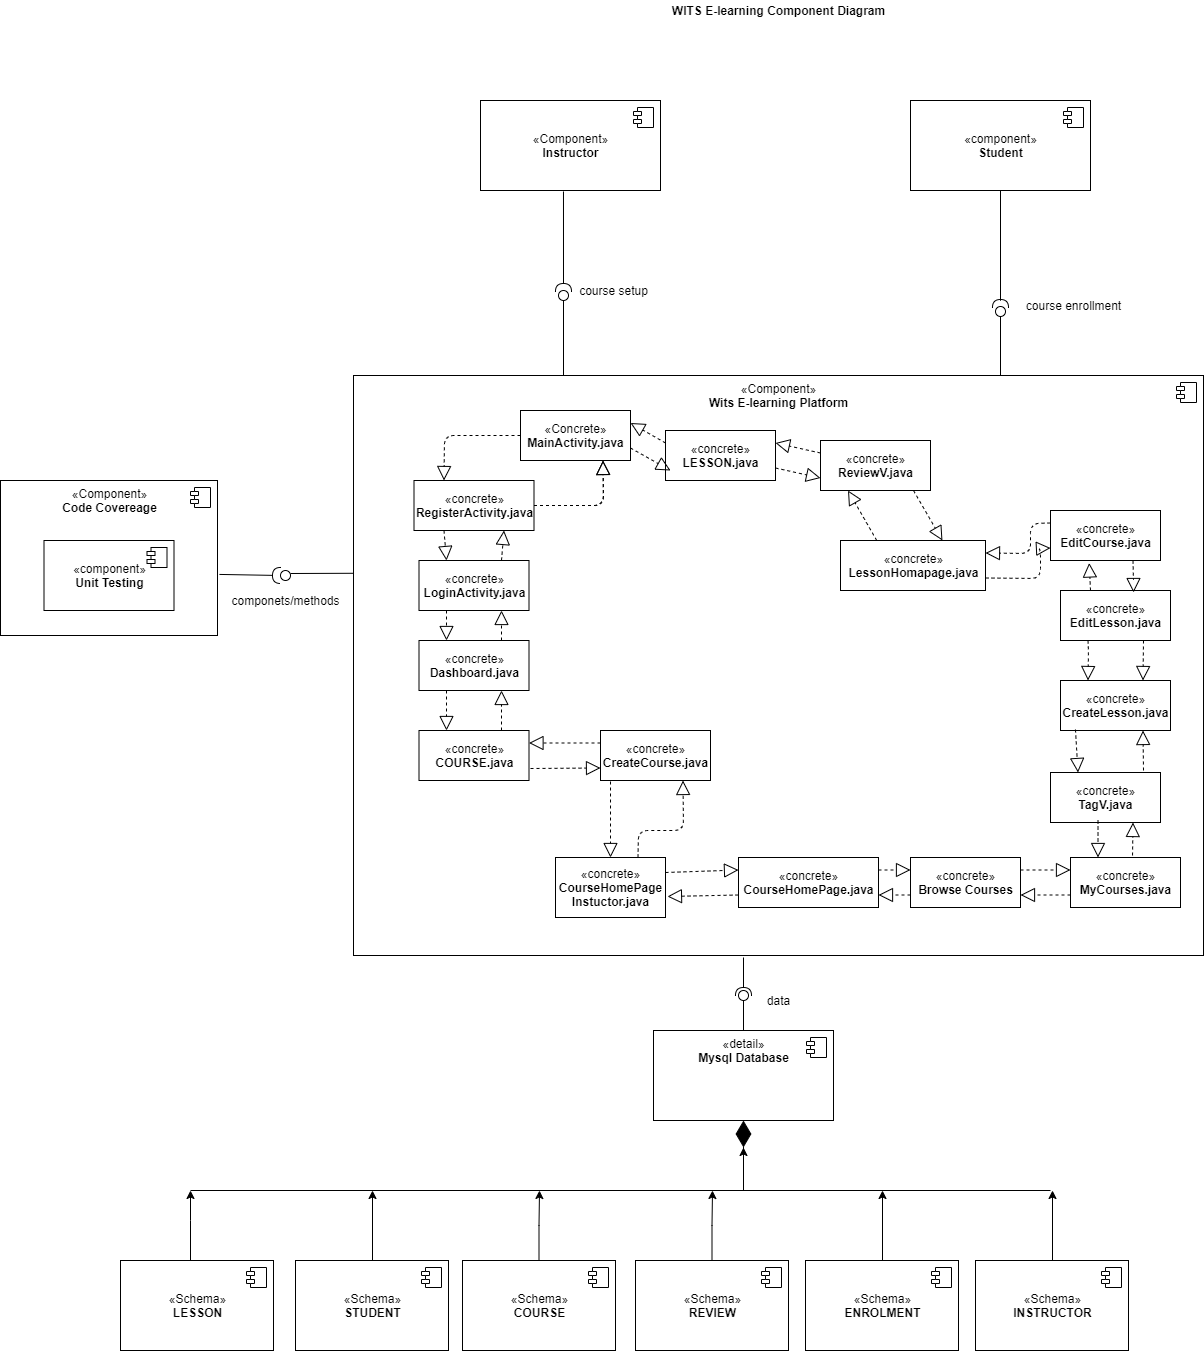 WITS E-learning Component Diagram
«Component»
Instructor
«component»
Student
course setup
course enrollment
«Component»
Wits E-learning Platform
«Concrete»
MainActivity.java
«concrete»
LESSON.java
«concrete»
ReviewV.java
«Component»
Code Covereage
«component»
Unit Testing
componets/methods
«concrete»
RegisterActivity.java
«concrete»
EditCourse.java
«concrete»
LessonHomapage.java
«concrete»
LoginActivity.java
«concrete»
EditLesson.java
«concrete»
Dashboard.java
«concrete»
CreateLesson.java
«concrete»
COURSE.java
«concrete»
CreateCourse.java
«concrete»
TagV.java
«concrete»
CourseHomePage
Instuctor.java
«concrete»
CourseHomePage.java
«concrete»
Browse Courses
«concrete»
MyCourses.java
data
«detail»
Mysql Database
«Schema»
LESSON
«Schema»
STUDENT
«Schema»
COURSE
«Schema»
REVIEW
«Schema»
ENROLMENT
«Schema»
INSTRUCTOR